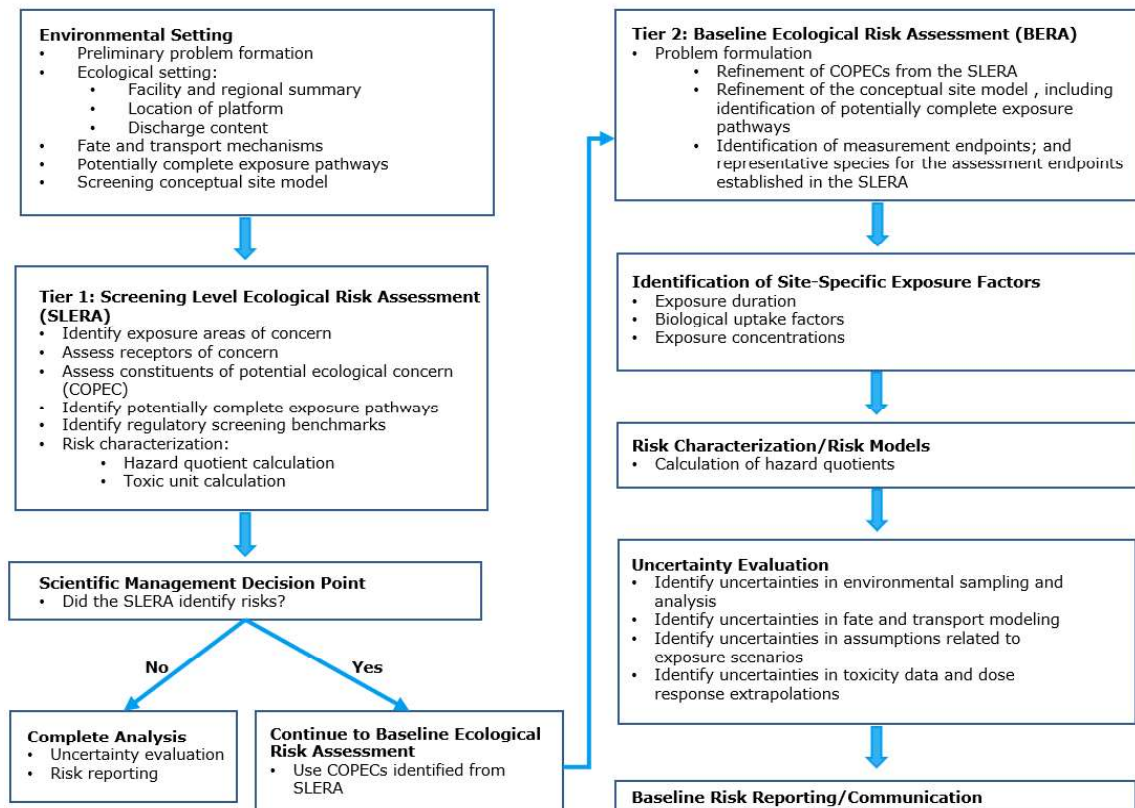 Environmental Setting
• Preliminary problem formation
• Ecological setting:
• Facility and regional summary
• Location of platform
• Discharge content
• Fate and transport mechanisms
• Potentially complete exposure pathways
• Screening conceptual site model
Tier 1: Screening Level Ecological Risk Assessment
(SLERA)
• Identify exposure areas of concern
• Assess receptors of concern
• Assess constituents of potential ecological concern
(COPEC)
• Identify potentially complete exposure pathways
• Identify regulatory screening benchmarks
• Risk characterization:
• Hazard quotient calculation
• Toxic unit calculation
Scientific Management Decision Point
• Did the SLERA identify risks?
No
Yes
Complete Analysis
• Uncertainty evaluation
• Risk reporting
Continue to Baseline Ecological
Risk Assessment
• Use COPECs identified from
SLERA
Tier 2: Baseline Ecological Risk Assessment (BERA)
• Problem formulation
• Refinement of COPECs from the SLERA
• Refinement of the conceptual site model , including
identification of potentially complete exposure
pathways
• Identification of measurement endpoints; and
representative species for the assessment endpoints
established in the SLERA
Identification of Site-Specific Exposure Factors
• Exposure duration
• Biological uptake factors
• Exposure concentrations
Risk Characterization/Risk Models
• Calculation of hazard quotients
Uncertainty Evaluation
• Identify uncertainties in environmental sampling and
analysis
• Identify uncertainties in fate and transport modeling
• Identify uncertainties in assumptions related to
exposure scenarios
• Identify uncertainties in toxicity data and dose
response extrapolations
Baseline Risk Reporting/Communication